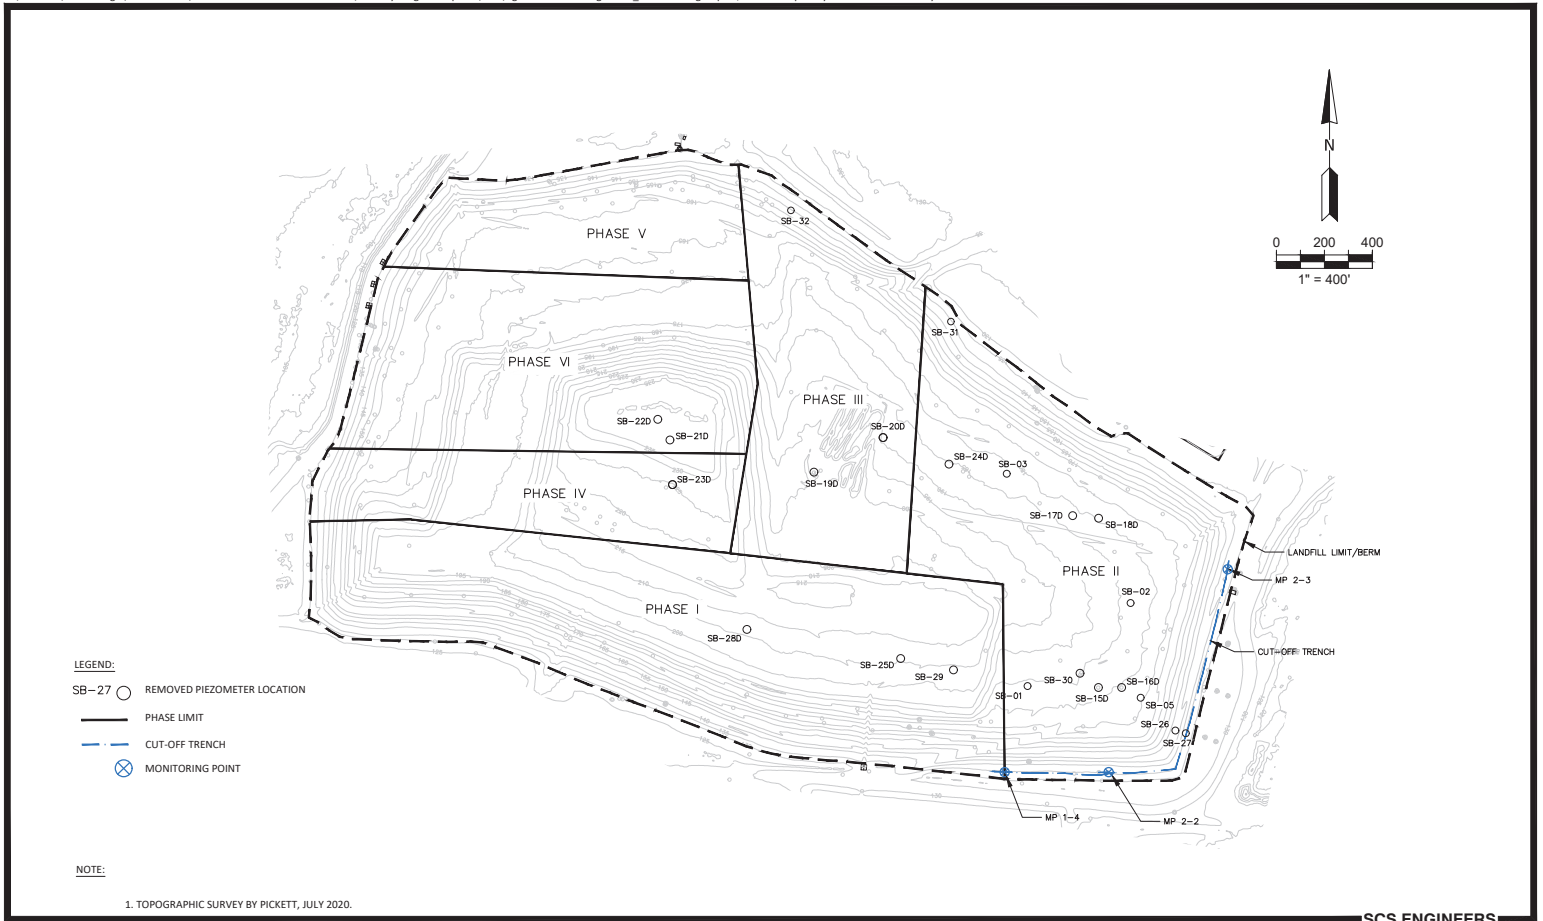 N
0 200 400
1" = 400'
PHASE V
SB-32
SB-31
PHASE VI
PHASE III
SB-22D
SB-21D
SB-20D
SB-24D
SB-03
SB-23D
SB-19D
PHASE IV
SB-17D
SB-18D
LANDFILL LIMIT/BERM
PHASE II
MP 2-3
SB-02
PHASE I
SB-28D
CUT-OFF TRENCH
SB-25D
SB-29
SB-30
SB-16D
SB-01
SB-15D
SB-05
SB-26
SB-27
MP 1-4
MP 2-2
LEGEND:
SB-27 REMOVED PIEZOMETER LOCATION
PHASE LIMIT
CUT-OFF TRENCH
MONITORING POINT
NOTE:
1. TOPOGRAPHIC SURVEY BY PICKETT, JULY 2020.
SCS ENGINEERS